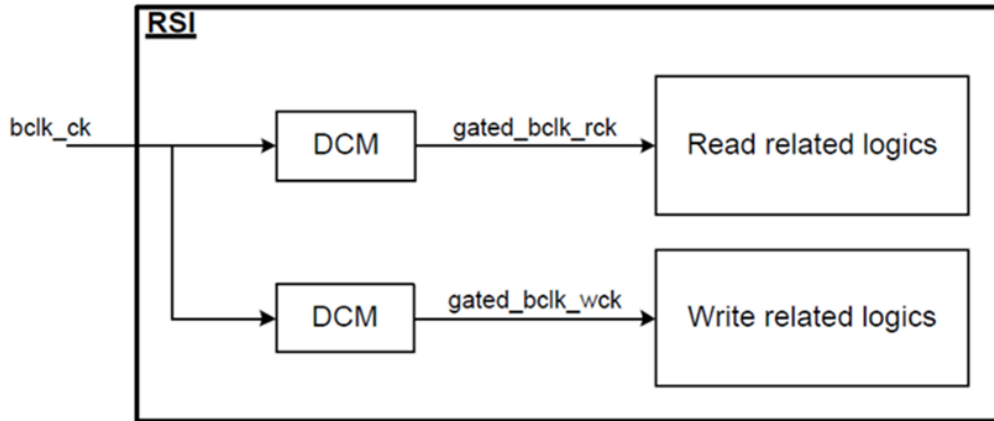 RSI
bclk_ck
DCM
gated_bclk_rck
Read related logics
DCM
gated_bclk_wck
Write related logics